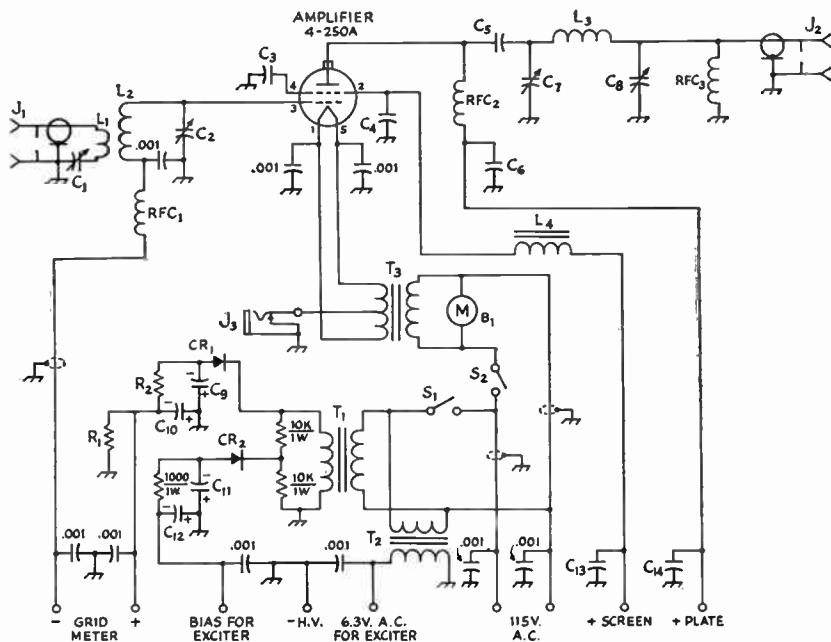 AMPLIFIER
4-250A
C5
L3
J2
C3
4
2
3
1
5
C4
RFC2
C7
C8
RFC3
J1
L1
L2
.001
C2
C1
.001
.001
C6
RFC1
L4
T3
M
B1
J3
CR1
S2
R2
C9
S1
C10
T1
10K
1W
R1
CR2
1000
1W
C11
10K
1W
C12
T2
.001
.001
.001
.001
.001
.001
C13
C14
- GRID METER +
BIAS FOR EXCITER
-H.V.
6.3V. A.C. FOR EXCITER
115V. A.C.
+ SCREEN
+ PLATE